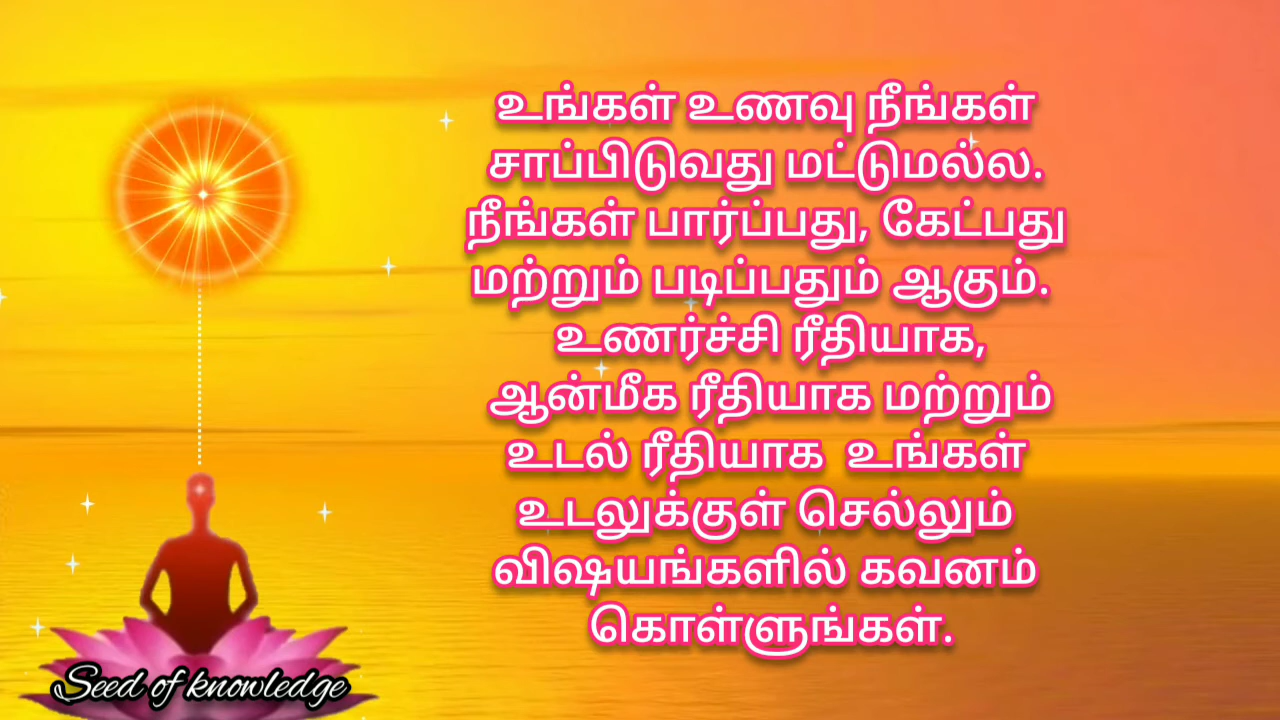 உங்கள் உணவு நீங்கள்
சாப்பிடுவது மட்டுமல்ல.
நீங்கள் பார்ப்பது, கேட்பது
மற்றும் படிப்பதும் ஆகும்.
உணர்ச்சி ரீதியாக,
ஆன்மீக ரீதியாக மற்றும்
உடல் ரீதியாக உங்கள்
உடலுக்குள் செல்லும்
விஷயங்களில் கவனம்
கொள்ளுங்கள்.
Seed of knowledge